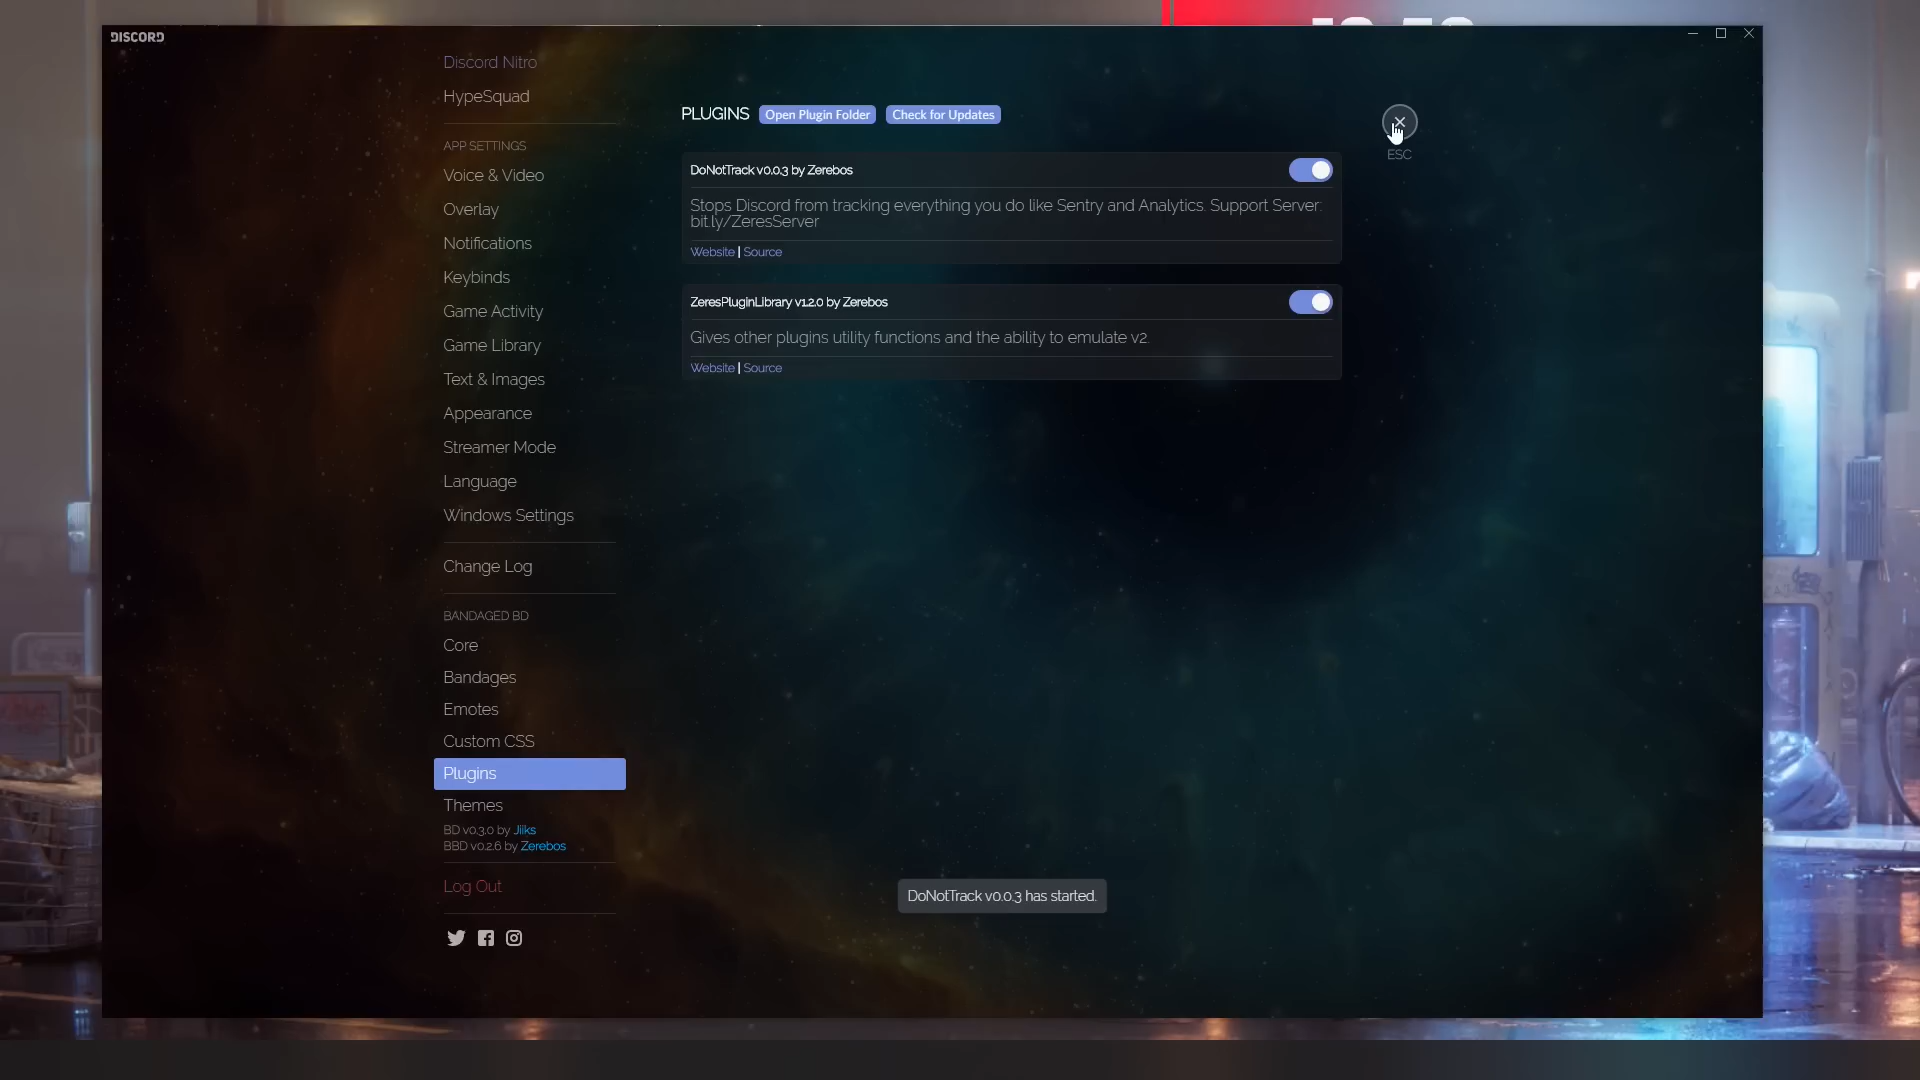 DISCORD
Discord Nitro
HypeSquad
APP SETTINGS
Voice & Video
Overlay
Notifications
Keybinds
Game Activity
Game Library
Text & Images
Appearance
Streamer Mode
Language
Windows Settings
Change Log
BANDAGED BD
Core
Bandages
Emotes
Custom CSS
Plugins
Themes
BD v0.3.0 by Jiiks
BBD v0.2.6 by Zerebos
Log Out
PLUGINS Open Plugin Folder Check for Updates
ESC
DoNotTrack v0.0.3 by Zerebos
Stops Discord from tracking everything you do like Sentry and Analytics. Support Server:
bit.ly/ZeresServer
Website | Source
ZeresPluginLibrary v1.2.0 by Zerebos
Gives other plugins utility functions and the ability to emulate v2.
Website | Source
DoNotTrack v0.0.3 has started.